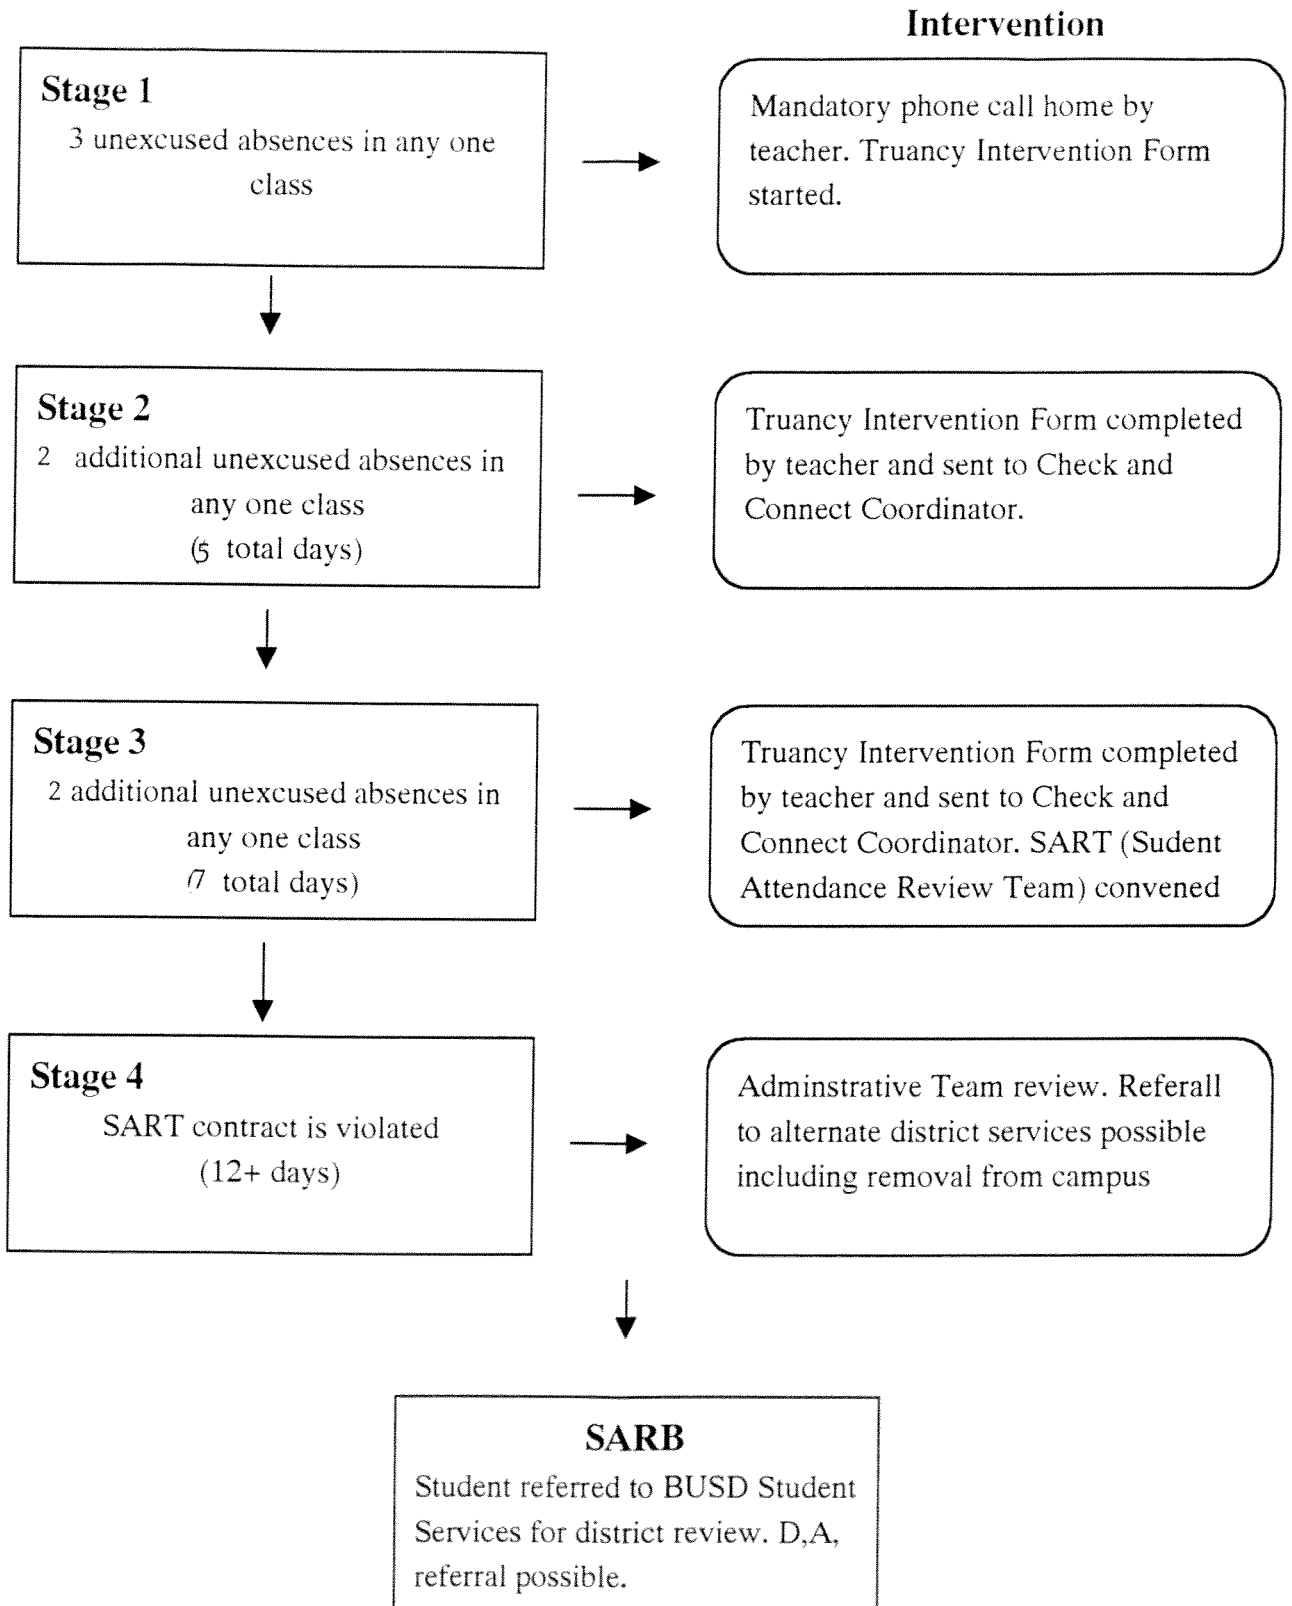 Intervention
Stage 1
3 unexcused absences in any one
class
Mandatory phone call home by
teacher. Truancy Intervention Form
started.
Stage 2
2 additional unexcused absences in
any one class
(5 total days)
Truancy Intervention Form completed
by teacher and sent to Check and
Connect Coordinator.
Stage 3
2 additional unexcused absences in
any one class
(7 total days)
Truancy Intervention Form completed
by teacher and sent to Check and
Connect Coordinator. SART (Sudent
Attendance Review Team) convened
Stage 4
SART contract is violated
(12+ days)
Adminstrative Team review. Referall
to alternate district services possible
including removal from campus
SARB
Student referred to BUSD Student
Services for district review. D,A,
referral possible.